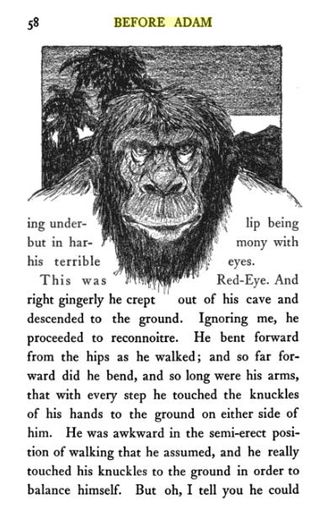 58 BEFORE ADAM
ing under- lip being
but in har- mony with
his terrible eyes.
This was Red-Eye. And
right gingerly he crept out of his cave and
descended to the ground. Ignoring me, he
proceeded to reconnoitre. He bent forward
from the hips as he walked; and so far for-
ward did he bend, and so long were his arms,
that with every step he touched the knuckles
of his hands to the ground on either side of
him. He was awkward in the semi-erect posi-
tion of walking that he assumed, and he really
touched his knuckles to the ground in order to
balance himself. But oh, I tell you he could